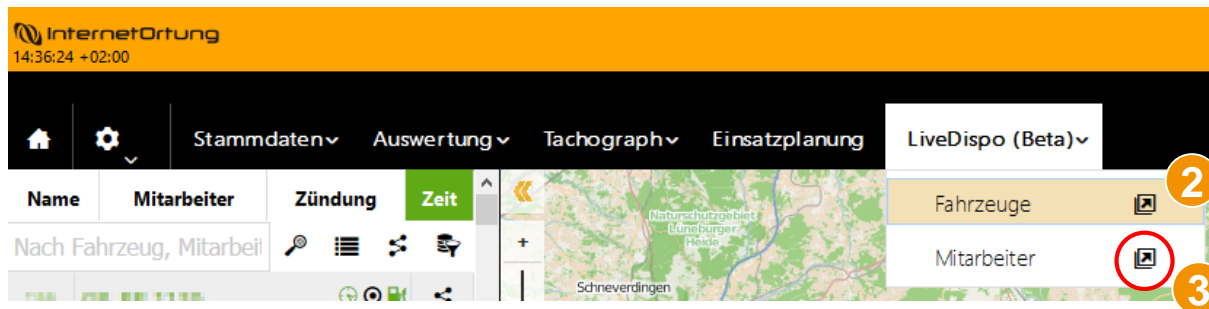 InternetOrtung
14:36:24 +02:00
Stammdaten Auswertung Tachograph Einsatzplanung LiveDispo (Beta)
Name Mitarbeiter Zündung Zeit
Fahrzeuge
2
Nach Fahrzeug, Mitarbeit
Naturschutzgebiet
Lüneburger
Heide
+
Mitarbeiter
Schneverdingen
3